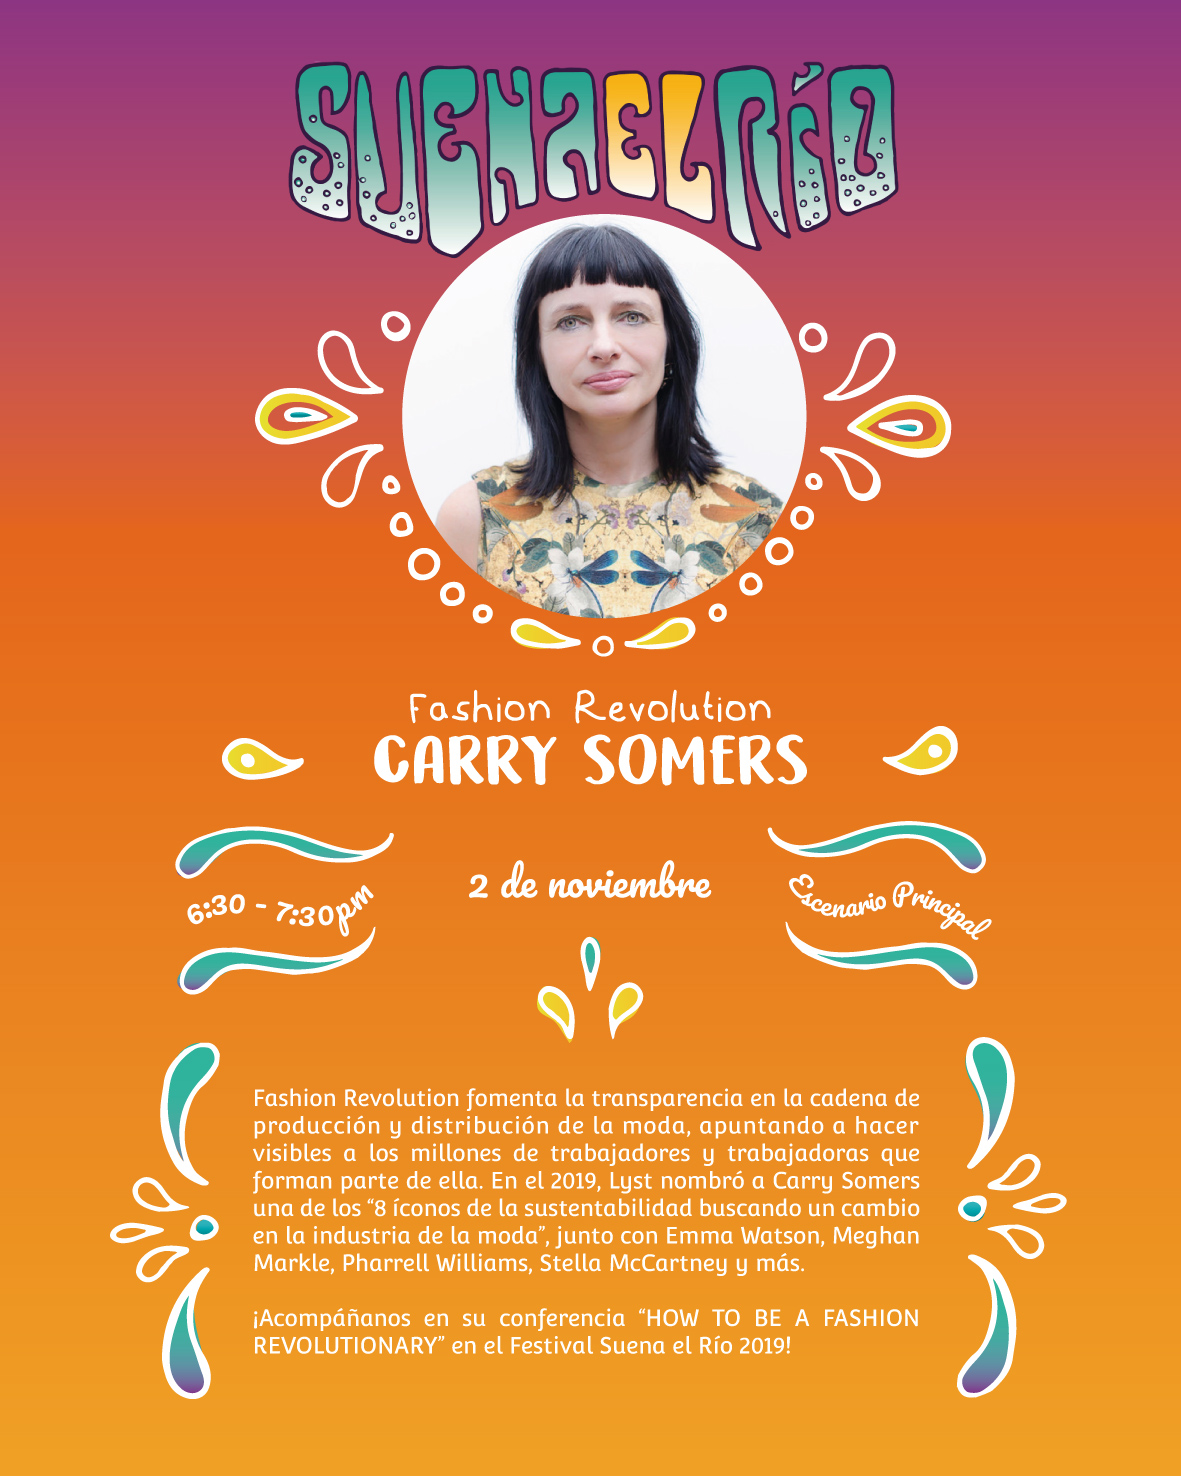 SUENAELRÍO
Fashion Revolution
CARRY SOMERS
6:30 - 7:30pm
2 de noviembre
Escenario Principal
Fashion Revolution fomenta la transparencia en la cadena de
producción y distribución de la moda, apuntando a hacer
visibles a los millones de trabajadores y trabajadoras que
forman parte de ella. En el 2019, Lyst nombró a Carry Somers
una de los “8 íconos de la sustentabilidad buscando un cambio
en la industria de la moda”, junto con Emma Watson, Meghan
Markle, Pharrell Williams, Stella McCartney y más.
¡Acompáñanos en su conferencia “HOW TO BE A FASHION
REVOLUTIONARY” en el Festival Suena el Río 2019!